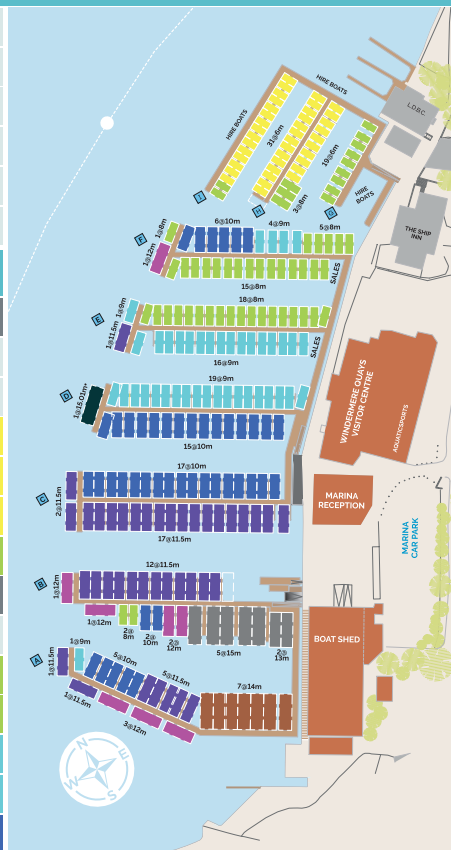 HIRE BOATS
HIRE BOATS
L.D.B.C
31@6m
19@6m
3@8m
I
H
G
HIRE
BOATS
THE SHIP
INN
F
1@8m
1@12m
6@10m
4@9m
5@8m
15@8m
SALES
18@8m
E
1@9m
1@11.5m
16@9m
SALES
WINDERMERE QUAYS
VISITOR CENTRE
AQUATICSPORTS
19@9m
D
1@15.01m*
15@10m
17@10m
C
2@11.5m
17@11.5m
MARINA
RECEPTION
MARINA
CAR PARK
12@11.5m
B
1@12m
1@12m
2@
8m
2@
10m
2@
12m
5@15m
2@
13m
BOAT SHED
A
1@11.5m
1@9m
5@10m
5@11.5m
7@14m
1@11.5m
3@12m
N
E
W
S